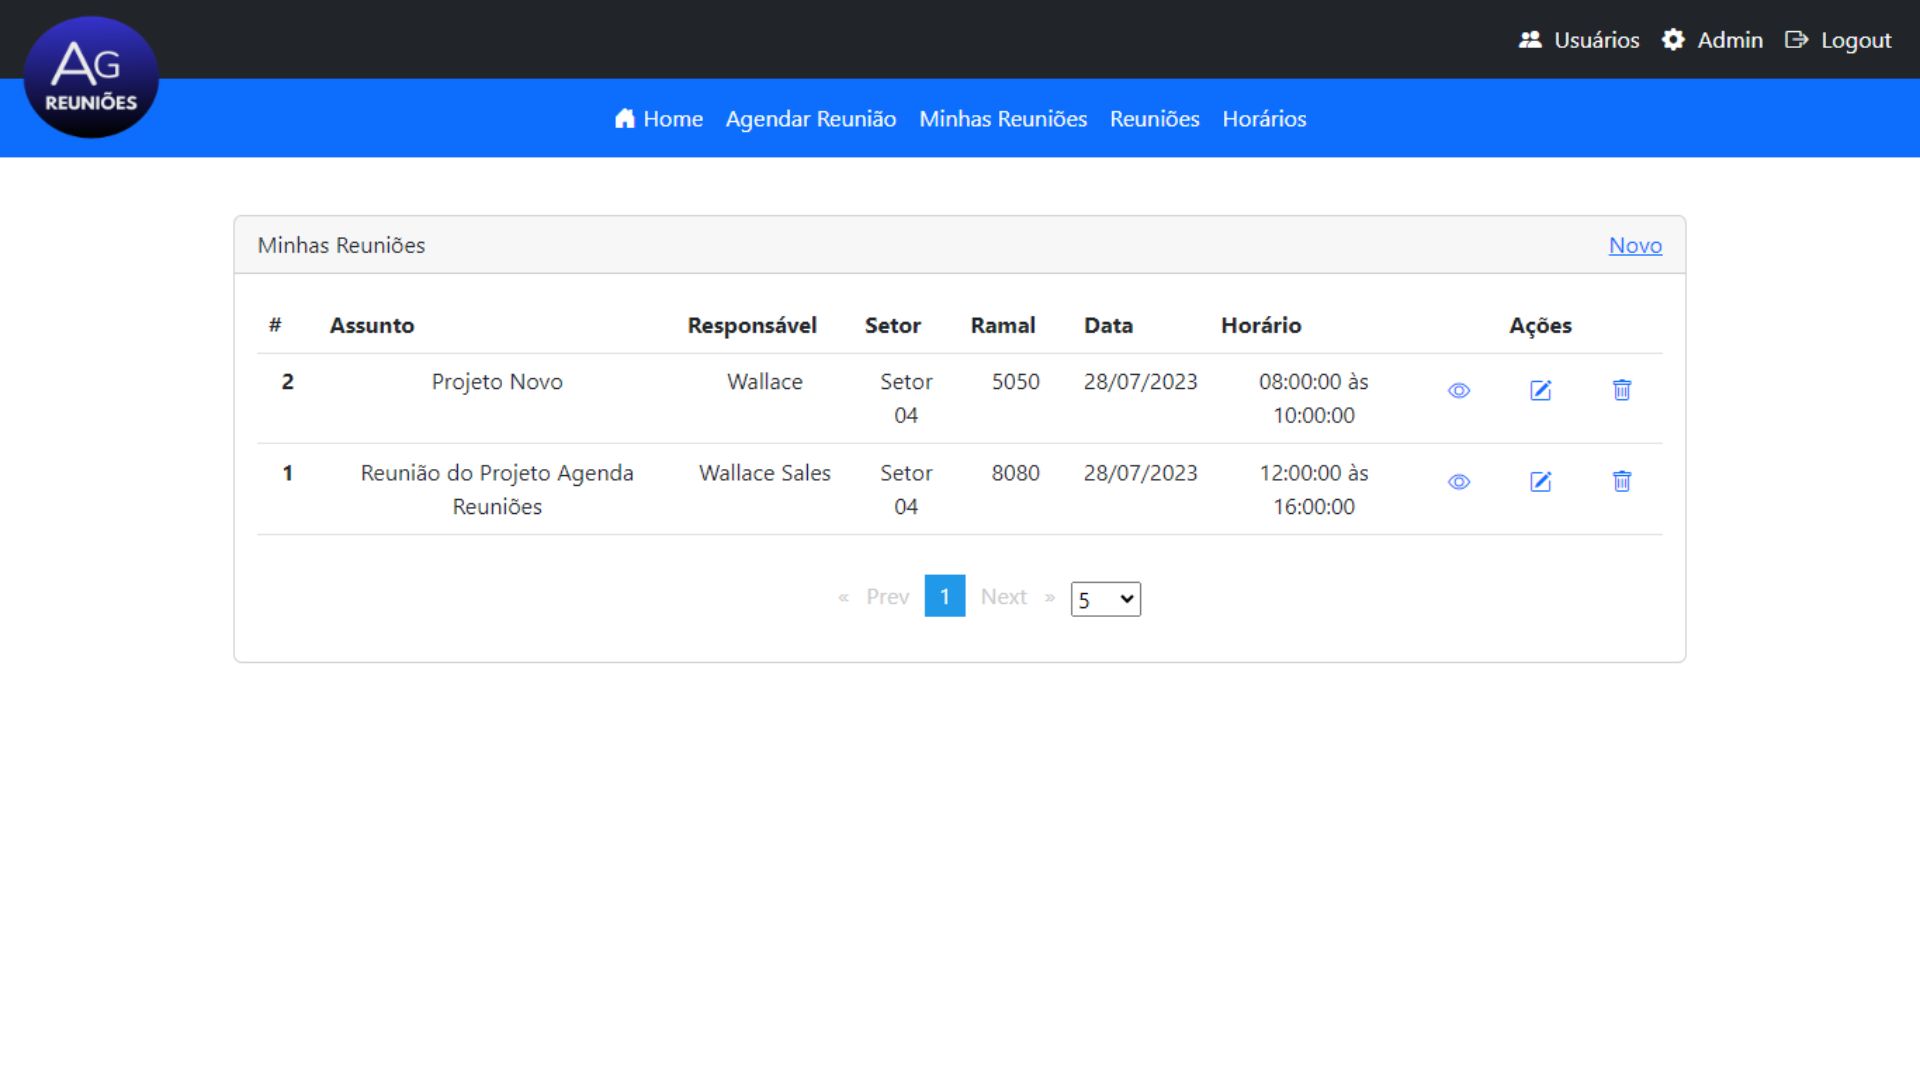 AG
REUNIÕES
Usuários Admin Logout
Home Agendar Reunião Minhas Reuniões Reuniões Horários
Minhas Reuniões Novo
# Assunto Responsável Setor Ramal Data Horário Ações
2 Projeto Novo Wallace Setor 5050 28/07/2023 08:00:00 às
04 10:00:00
1 Reunião do Projeto Agenda Wallace Sales Setor 8080 28/07/2023 12:00:00 às
Reuniões 04 16:00:00
« Prev 1 Next » 5